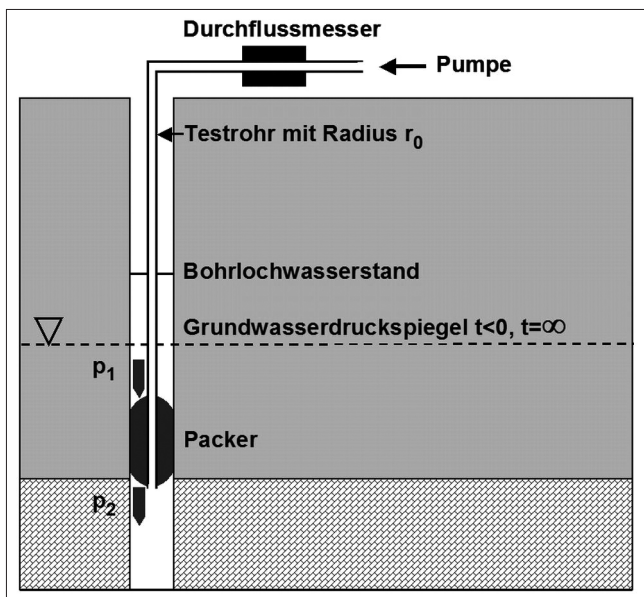 Durchflussmesser
Pumpe
Testrohr mit Radius r₀
Bohrlochwasserstand
Grundwasserdruckspiegel t<0, t=∞
p₁
Packer
p₂